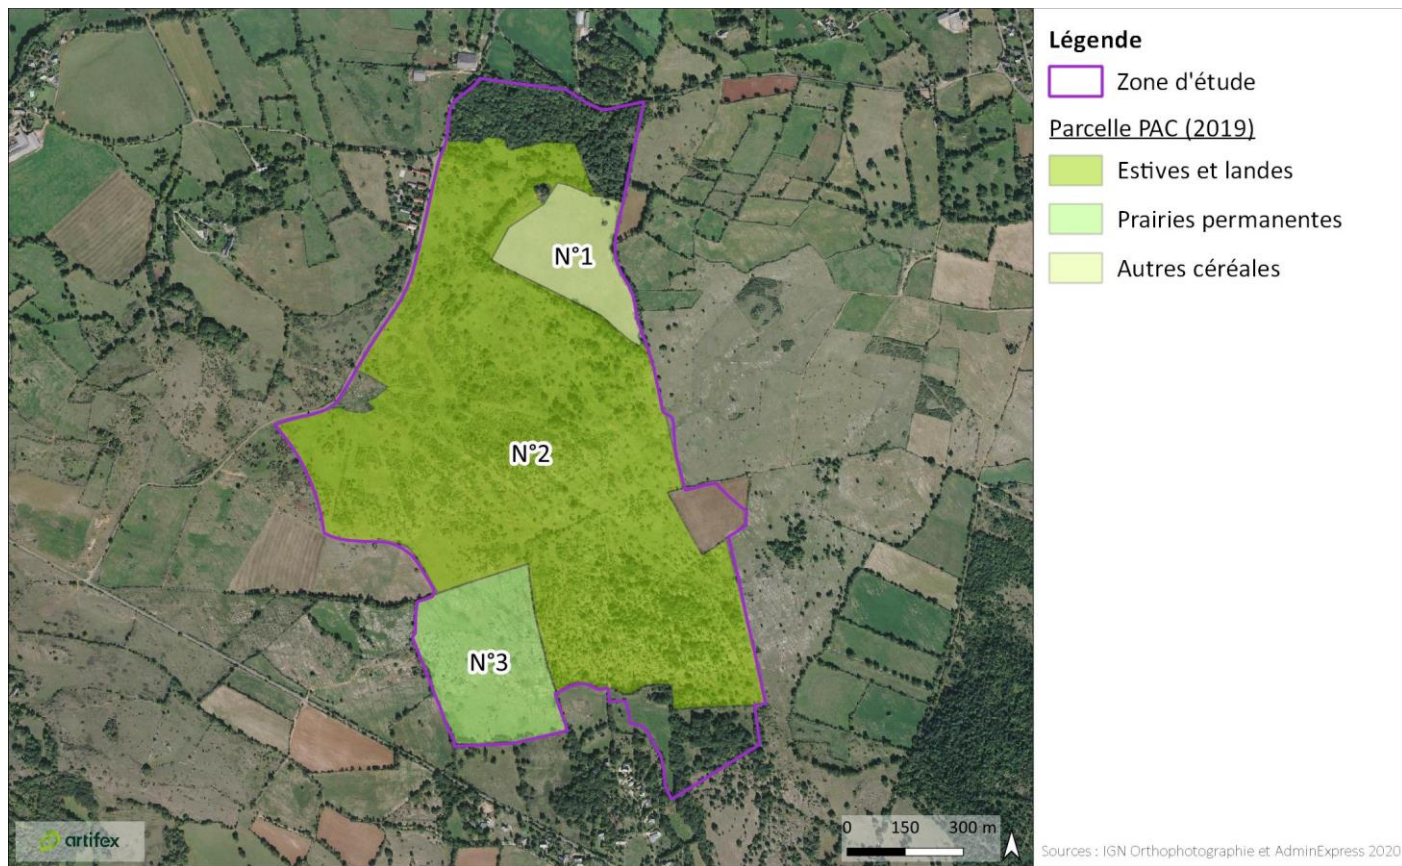 Légende
Zone d'étude
Parcelle PAC (2019)
Estives et landes
Prairies permanentes
Autres céréales
N°1
N°2
N°3
artifex
0 150 300 m
Sources : IGN Orthophotographie et AdminExpress 2020